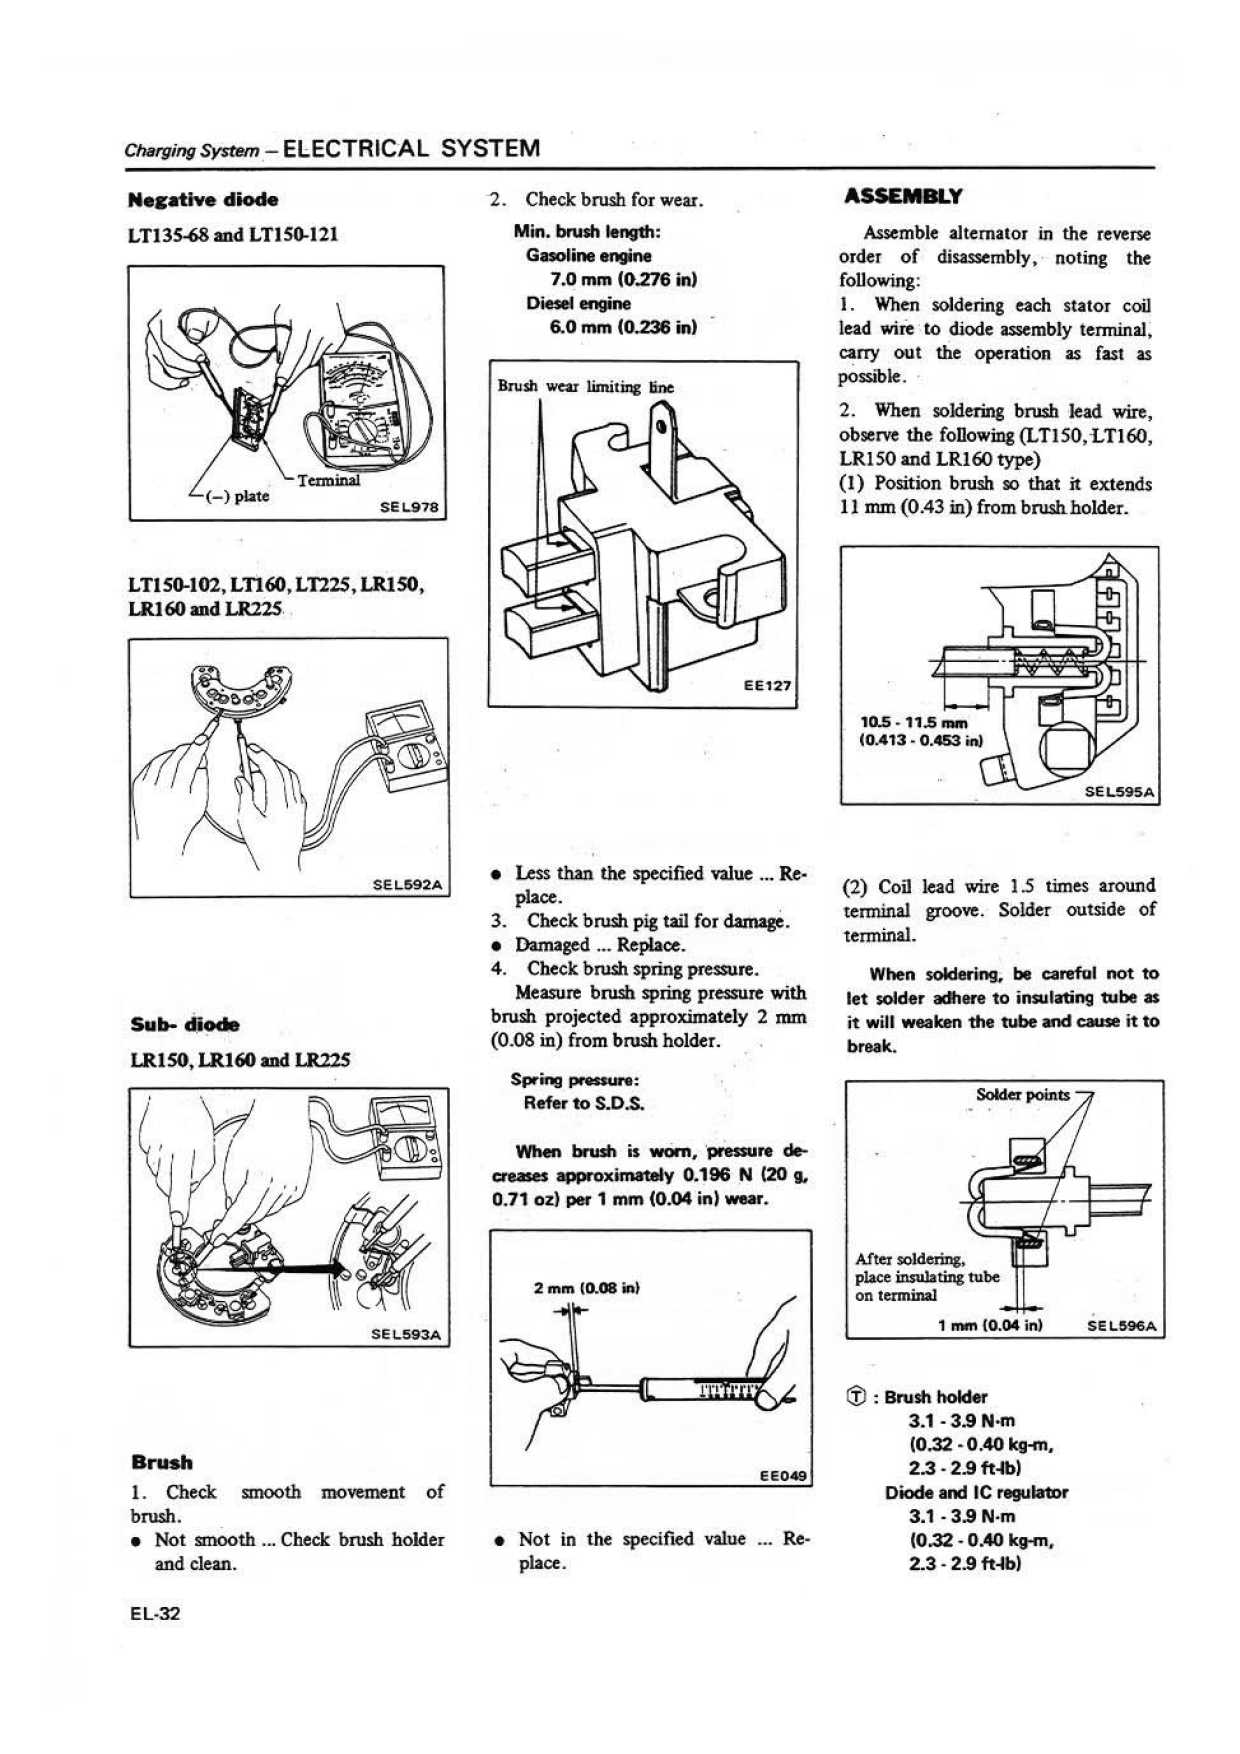 Charging System – ELECTRICAL SYSTEM
Negative diode
LT135-68 and LT150-121
Terminal
(–) plate
SEL978
LT150-102, LT160, LT225, LR150,
LR160 and LR225
SEL592A
Sub- diode
LR150, LR160 and LR225
SEL593A
Brush
1. Check smooth movement of
brush.
● Not smooth ... Check brush holder
and clean.
2. Check brush for wear.
Min. brush length:
Gasoline engine
7.0 mm (0.276 in)
Diesel engine
6.0 mm (0.236 in)
Brush wear limiting line
EE127
● Less than the specified value ... Re-
place.
3. Check brush pig tail for damage.
● Damaged ... Replace.
4. Check brush spring pressure.
Measure brush spring pressure with
brush projected approximately 2 mm
(0.08 in) from brush holder.
Spring pressure:
Refer to S.D.S.
When brush is worn, pressure de-
creases approximately 0.196 N (20 g,
0.71 oz) per 1 mm (0.04 in) wear.
2 mm (0.08 in)
EE049
● Not in the specified value ... Re-
place.
ASSEMBLY
Assemble alternator in the reverse
order of disassembly, noting the
following:
1. When soldering each stator coil
lead wire to diode assembly terminal,
carry out the operation as fast as
possible.
2. When soldering brush lead wire,
observe the following (LT150, LT160,
LR150 and LR160 type)
(1) Position brush so that it extends
11 mm (0.43 in) from brush holder.
10.5 - 11.5 mm
(0.413 - 0.453 in)
SEL595A
(2) Coil lead wire 1.5 times around
terminal groove. Solder outside of
terminal.
When soldering, be careful not to
let solder adhere to insulating tube as
it will weaken the tube and cause it to
break.
Solder points
After soldering,
place insulating tube
on terminal
1 mm (0.04 in)
SEL596A
Ⓣ : Brush holder
3.1 - 3.9 N·m
(0.32 - 0.40 kg-m,
2.3 - 2.9 ft-lb)
Diode and IC regulator
3.1 - 3.9 N·m
(0.32 - 0.40 kg-m,
2.3 - 2.9 ft-lb)
EL-32